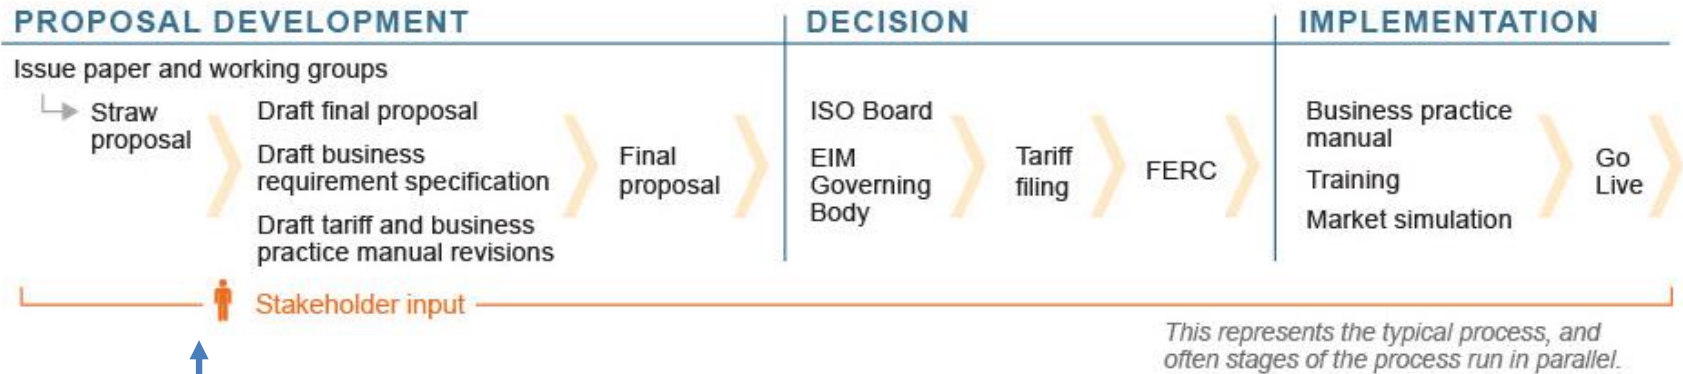 PROPOSAL DEVELOPMENT
DECISION
IMPLEMENTATION
Issue paper and working groups
Straw
proposal
Draft final proposal
Draft business
requirement specification
Draft tariff and business
practice manual revisions
Final
proposal
ISO Board
EIM
Governing
Body
Tariff
filing
FERC
Business practice
manual
Training
Market simulation
Go
Live
Stakeholder input
This represents the typical process, and
often stages of the process run in parallel.